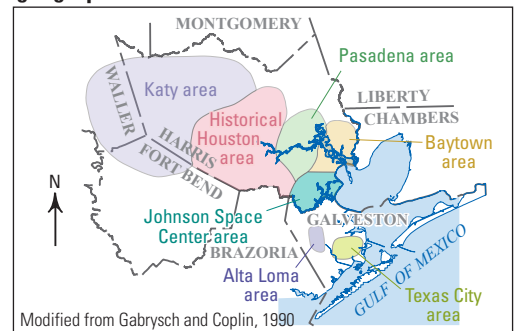 MONTGOMERY
Pasadena area
Katy area
WALLER
LIBERTY
CHAMBERS
Historical
Houston
area
HARRIS
FORT BEND
Baytown
area
N
Johnson Space
Center area
GALVESTON
BRAZORIA
Alta Loma
area
GULF OF MEXICO
Texas City
area
Modified from Gabrysch and Coplin, 1990